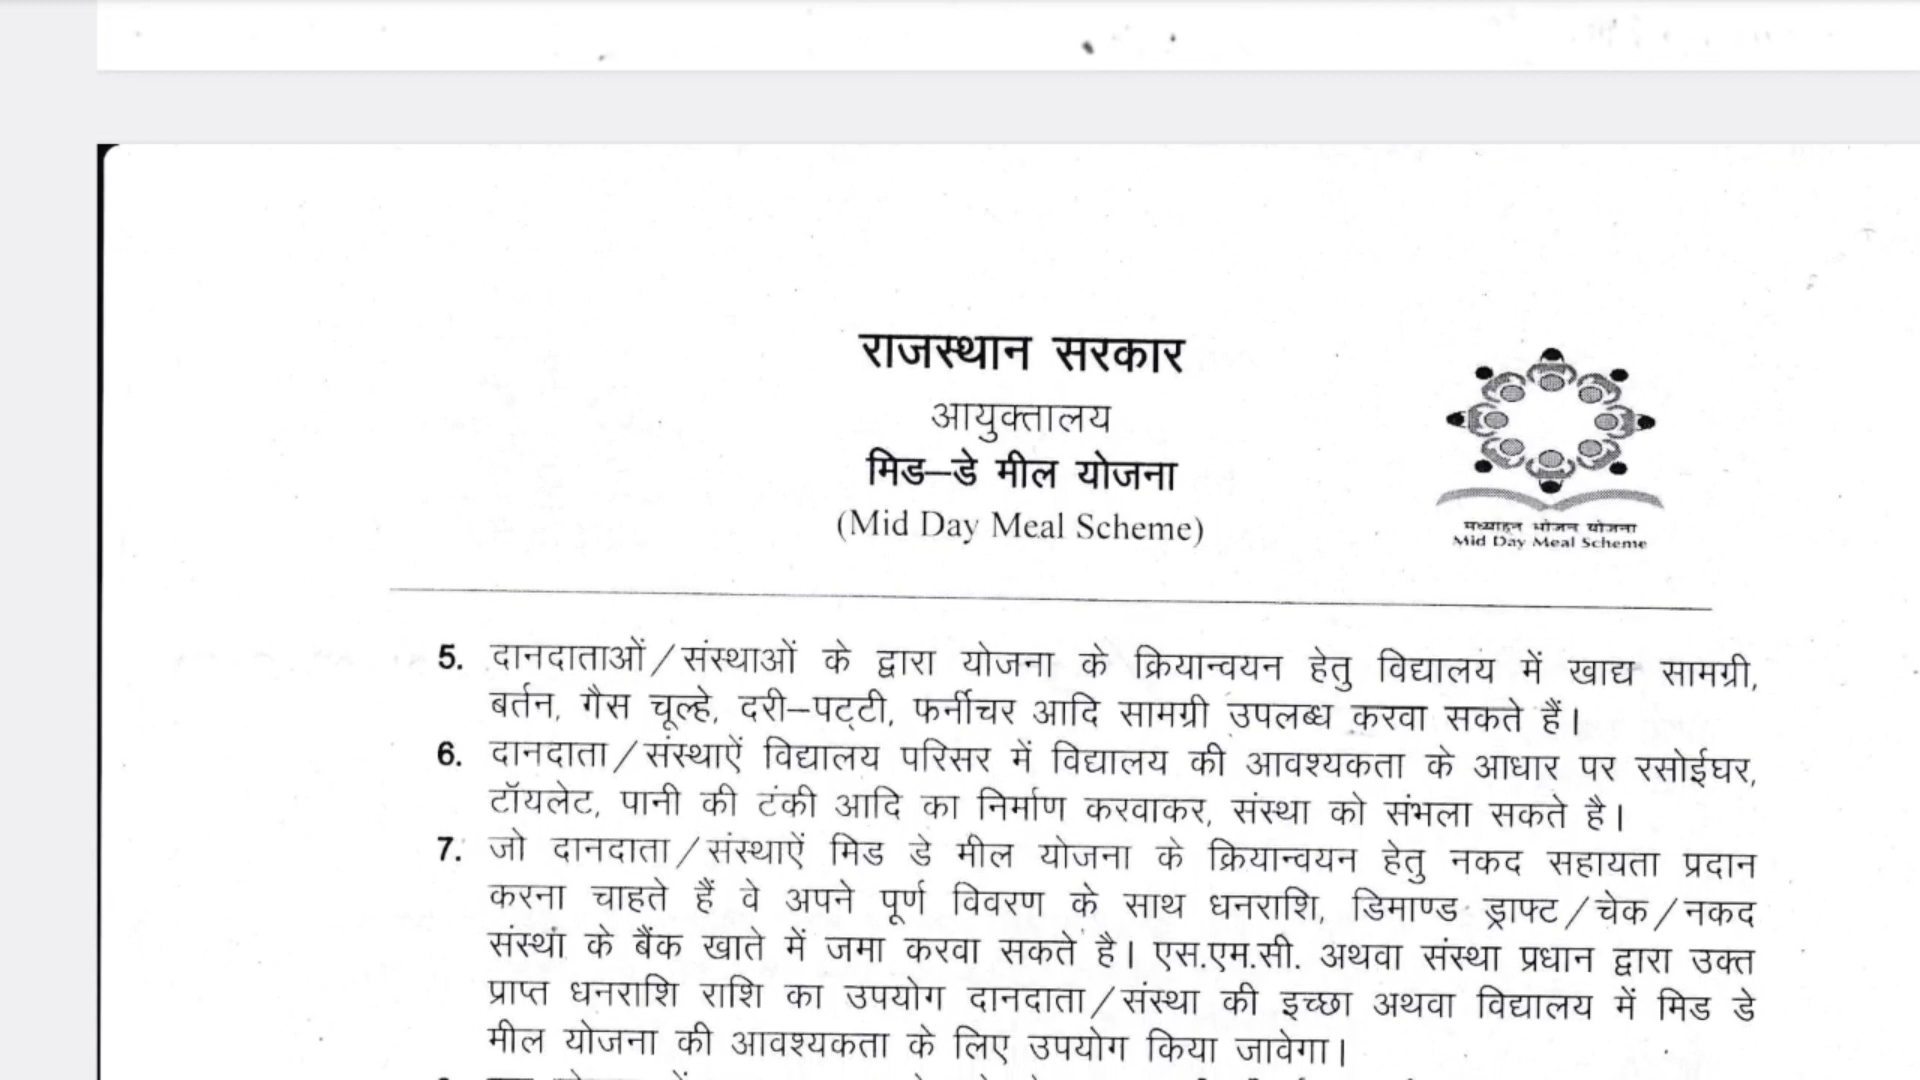 राजस्थान सरकार
आयुक्तालय
मिड–डे मील योजना
(Mid Day Meal Scheme)
मध्याहन भोजन योजना
Mid Day Meal Scheme
5. दानदाताओं/संस्थाओं के द्वारा योजना के क्रियान्वयन हेतु विद्यालय में खाद्य सामग्री,
बर्तन, गैस चूल्हे, दरी–पट्टी, फर्नीचर आदि सामग्री उपलब्ध करवा सकते हैं।
6. दानदाता/संस्थाऐं विद्यालय परिसर में विद्यालय की आवश्यकता के आधार पर रसोईघर,
टॉयलेट, पानी की टंकी आदि का निर्माण करवाकर, संस्था को संभला सकते है।
7. जो दानदाता/संस्थाऐं मिड डे मील योजना के क्रियान्वयन हेतु नकद सहायता प्रदान
करना चाहते हैं वे अपने पूर्ण विवरण के साथ धनराशि, डिमाण्ड ड्राफ्ट/चेक/नकद
संस्था के बैंक खाते में जमा करवा सकते है। एस.एम.सी. अथवा संस्था प्रधान द्वारा उक्त
प्राप्त धनराशि राशि का उपयोग दानदाता/संस्था की इच्छा अथवा विद्यालय में मिड डे
मील योजना की आवश्यकता के लिए उपयोग किया जावेगा।